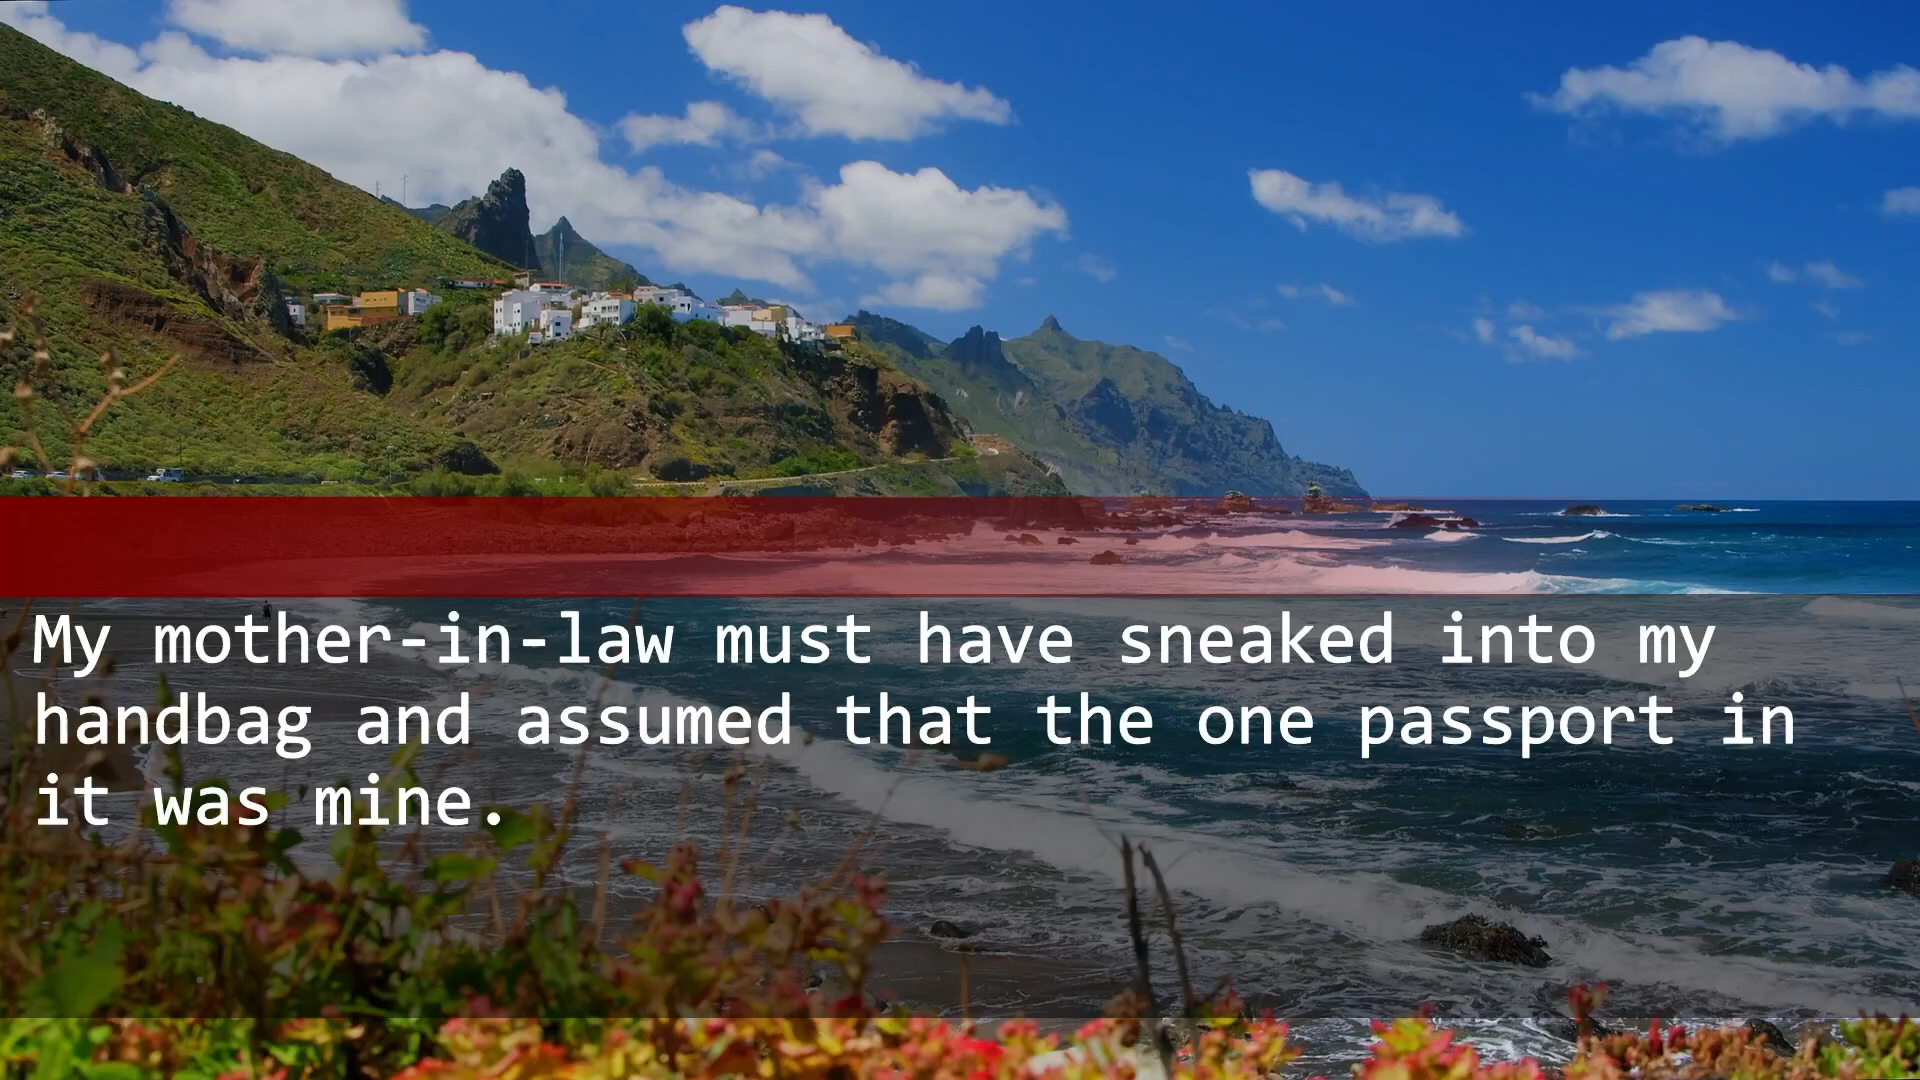 My mother-in-law must have sneaked into my
handbag and assumed that the one passport in
it was mine.